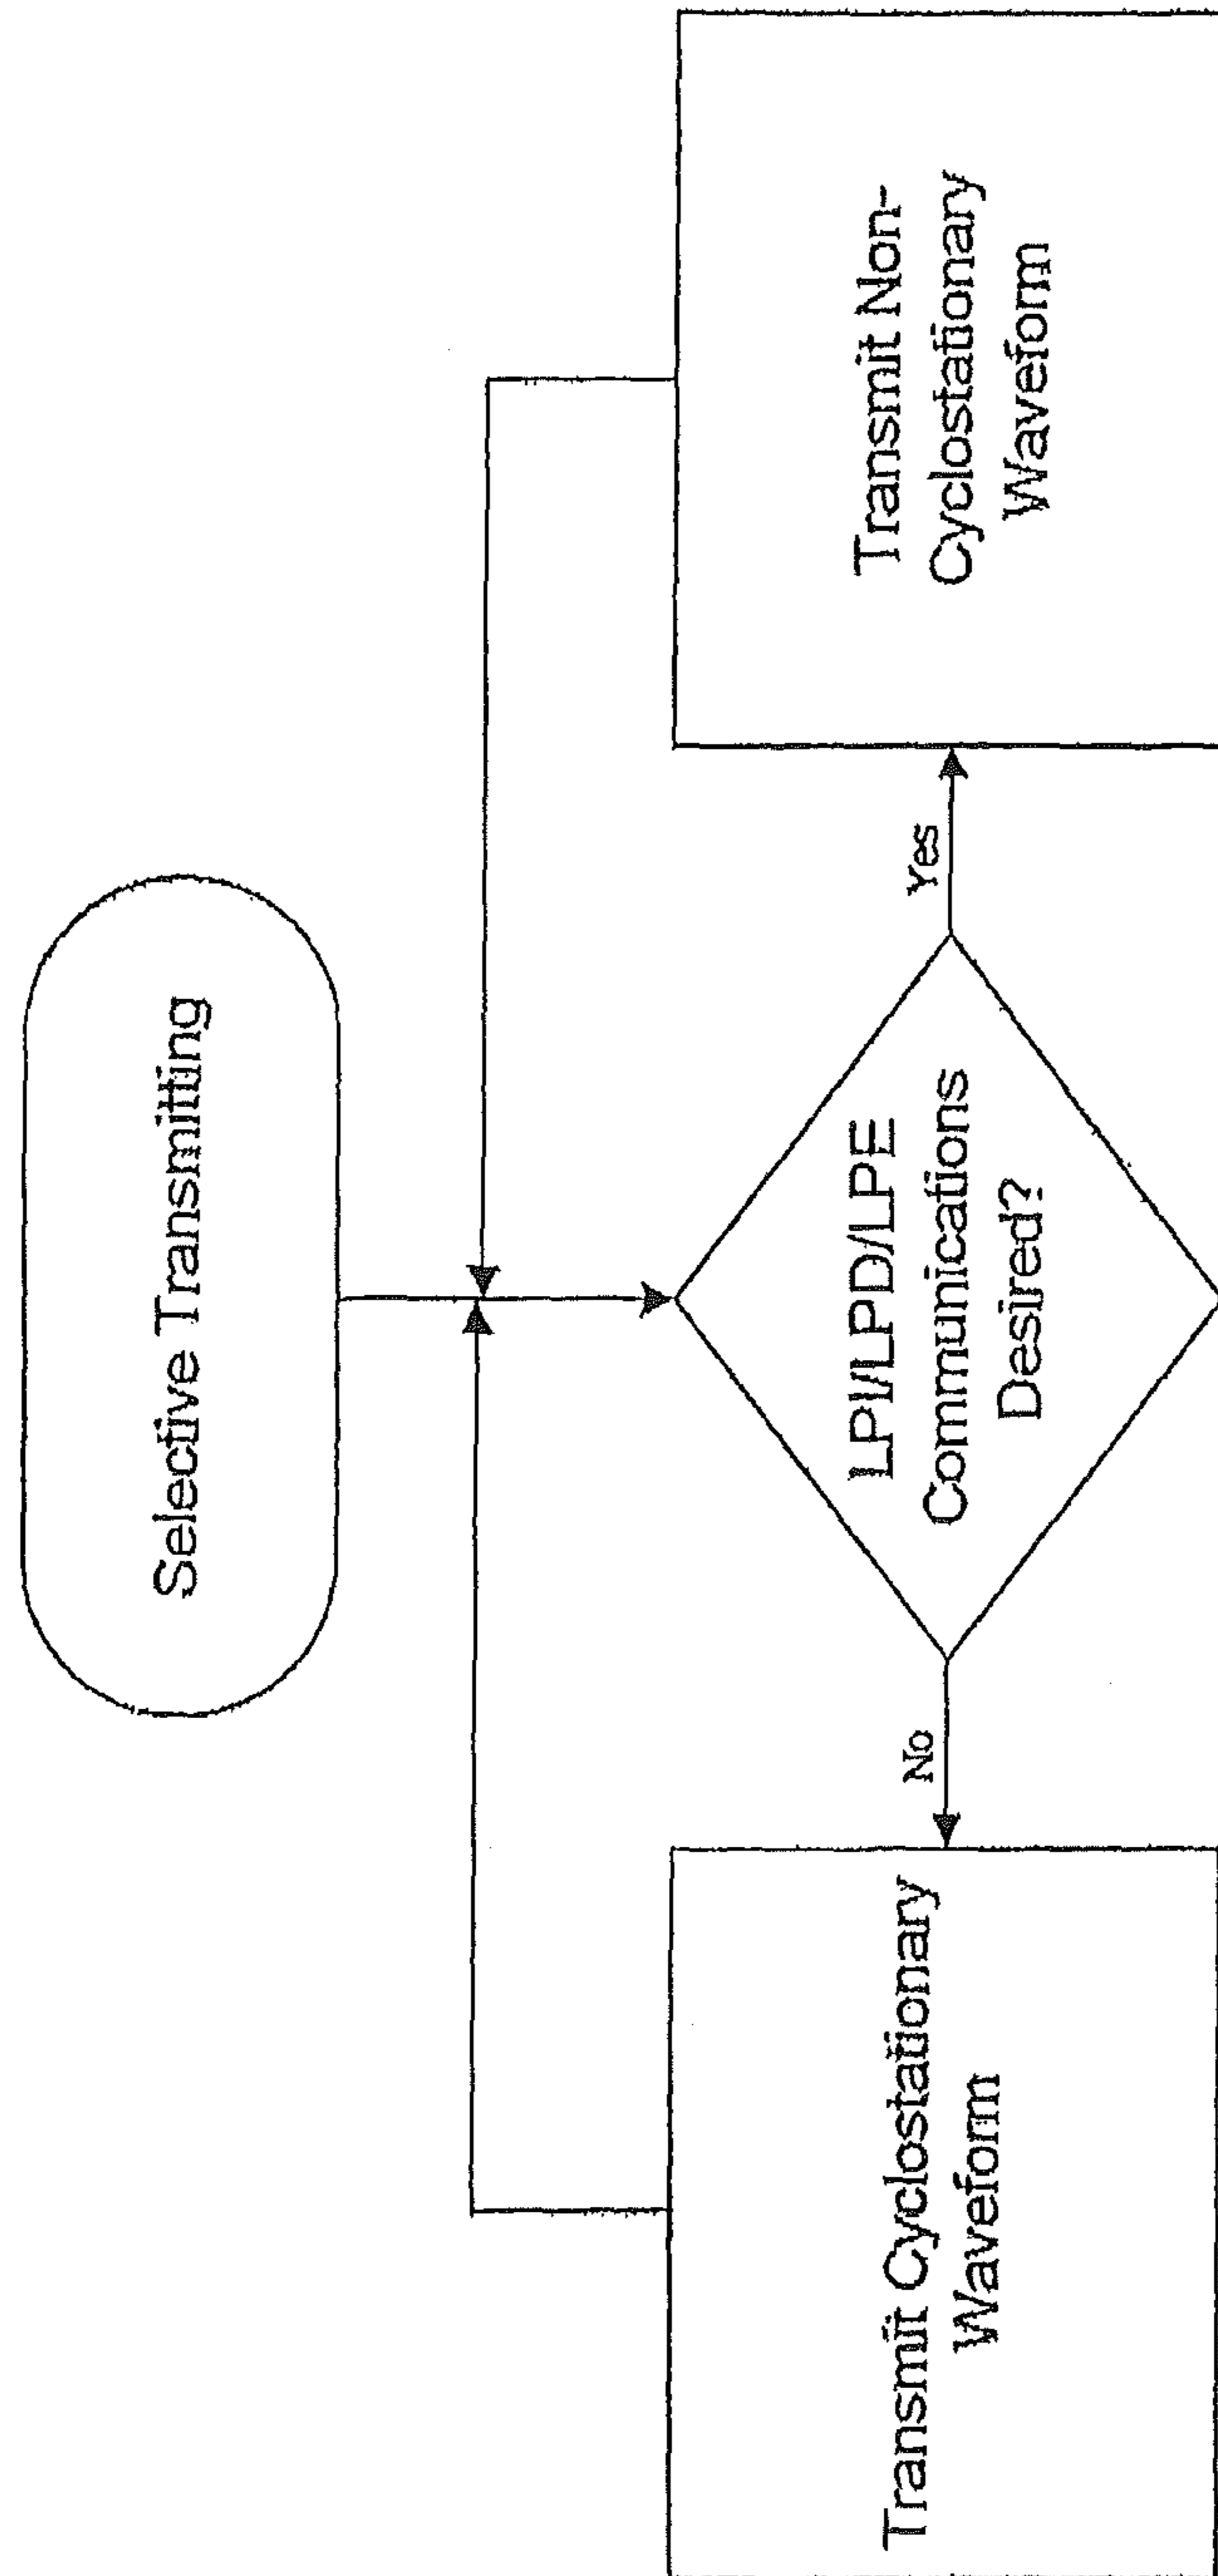 Selective Transmitting
LPI/LPD/LPE
Communications
Desired?
No
Yes
Transmit Cyclostationary
Waveform
Transmit Non-
Cyclostationary
Waveform